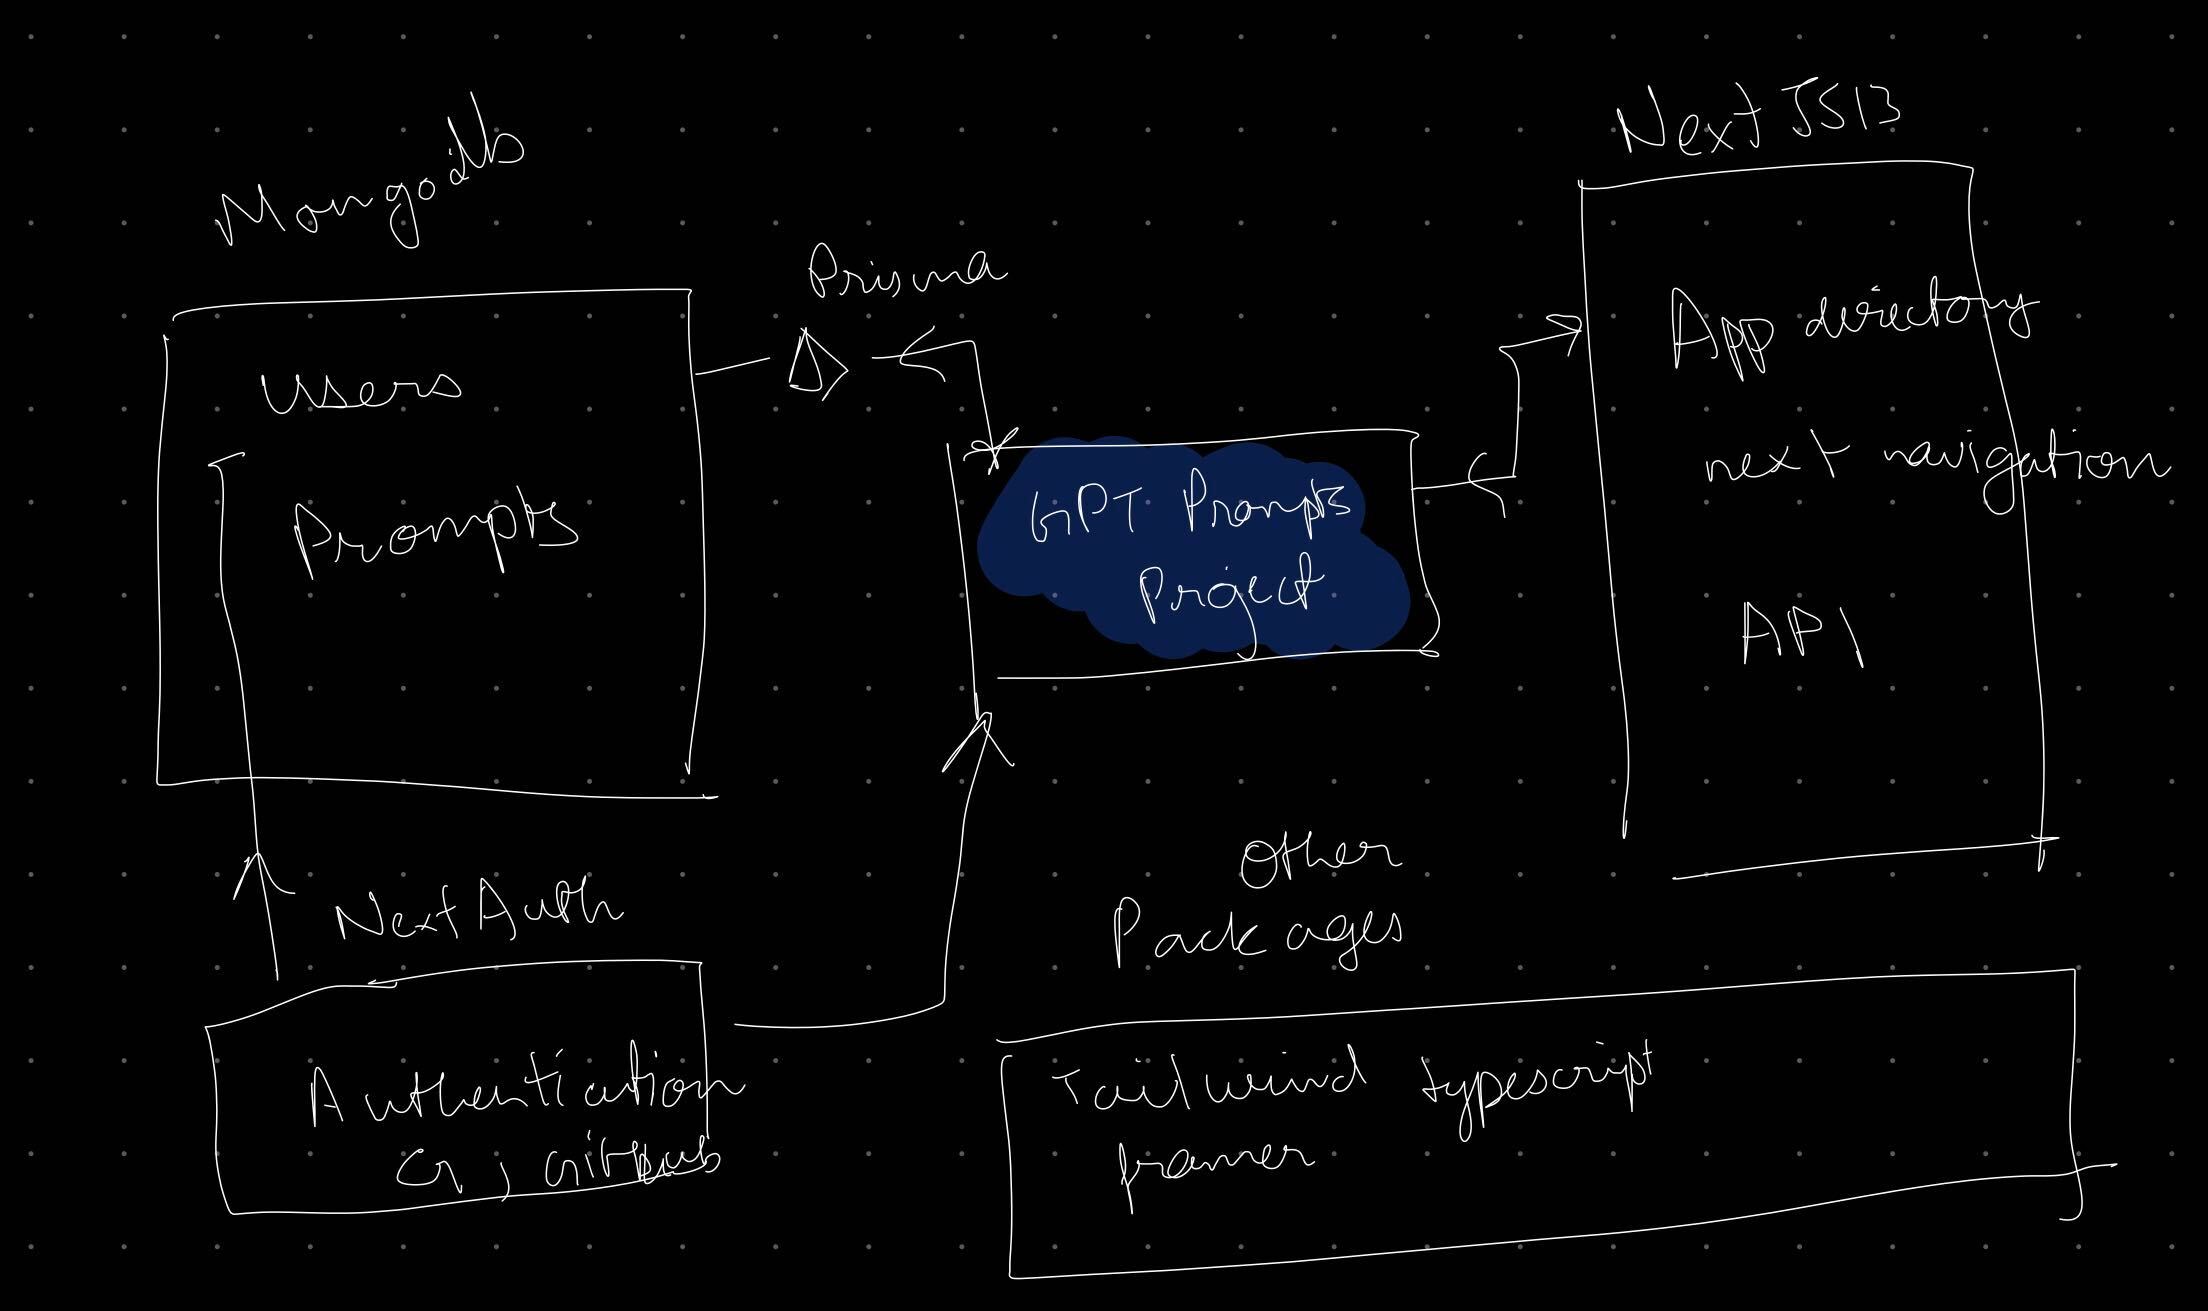 Mongodb
Users
Prompts
Prisma
GPT Prompts
Project
Next JS13
App directory
next navigation
API
NextAuth
Authentication
G, Github
Other
Packages
Tailwind typescript
framer